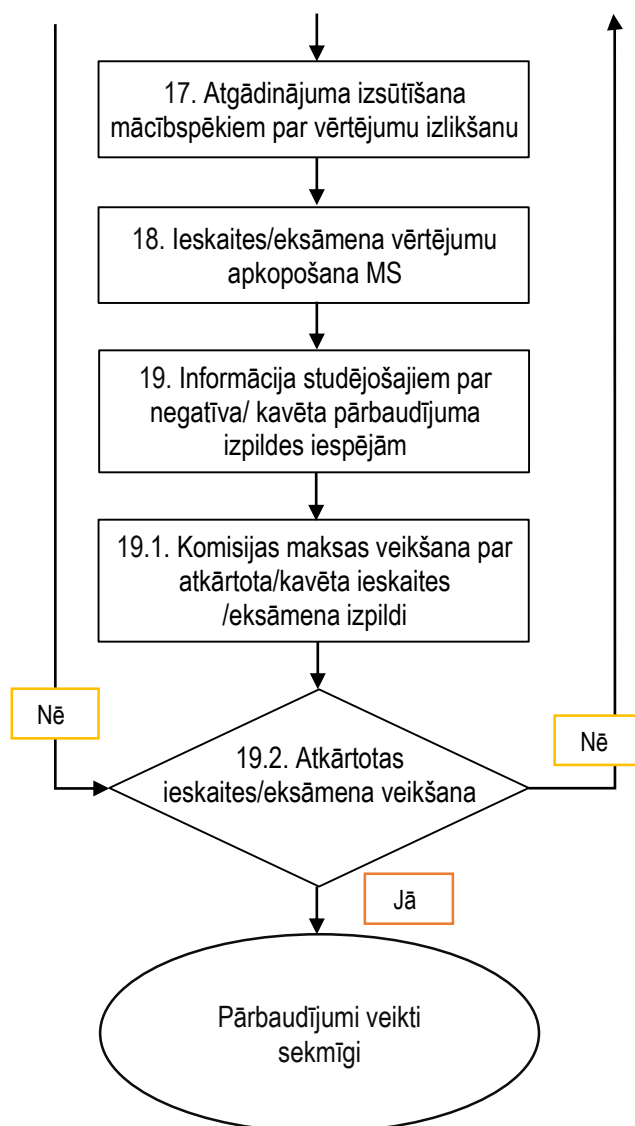 17. Atgādinājuma izsūtīšana
mācībspēkiem par vērtējumu izlikšanu
18. Ieskaites/eksāmena vērtējumu
apkopošana MS
19. Informācija studējošajiem par
negatīva/ kavēta pārbaudījuma
izpildes iespējām
19.1. Komisijas maksas veikšana par
atkārtota/kavēta ieskaites
/eksāmena izpildi
Nē
Nē
19.2. Atkārtotas
ieskaites/eksāmena veikšana
Jā
Pārbaudījumi veikti
sekmīgi